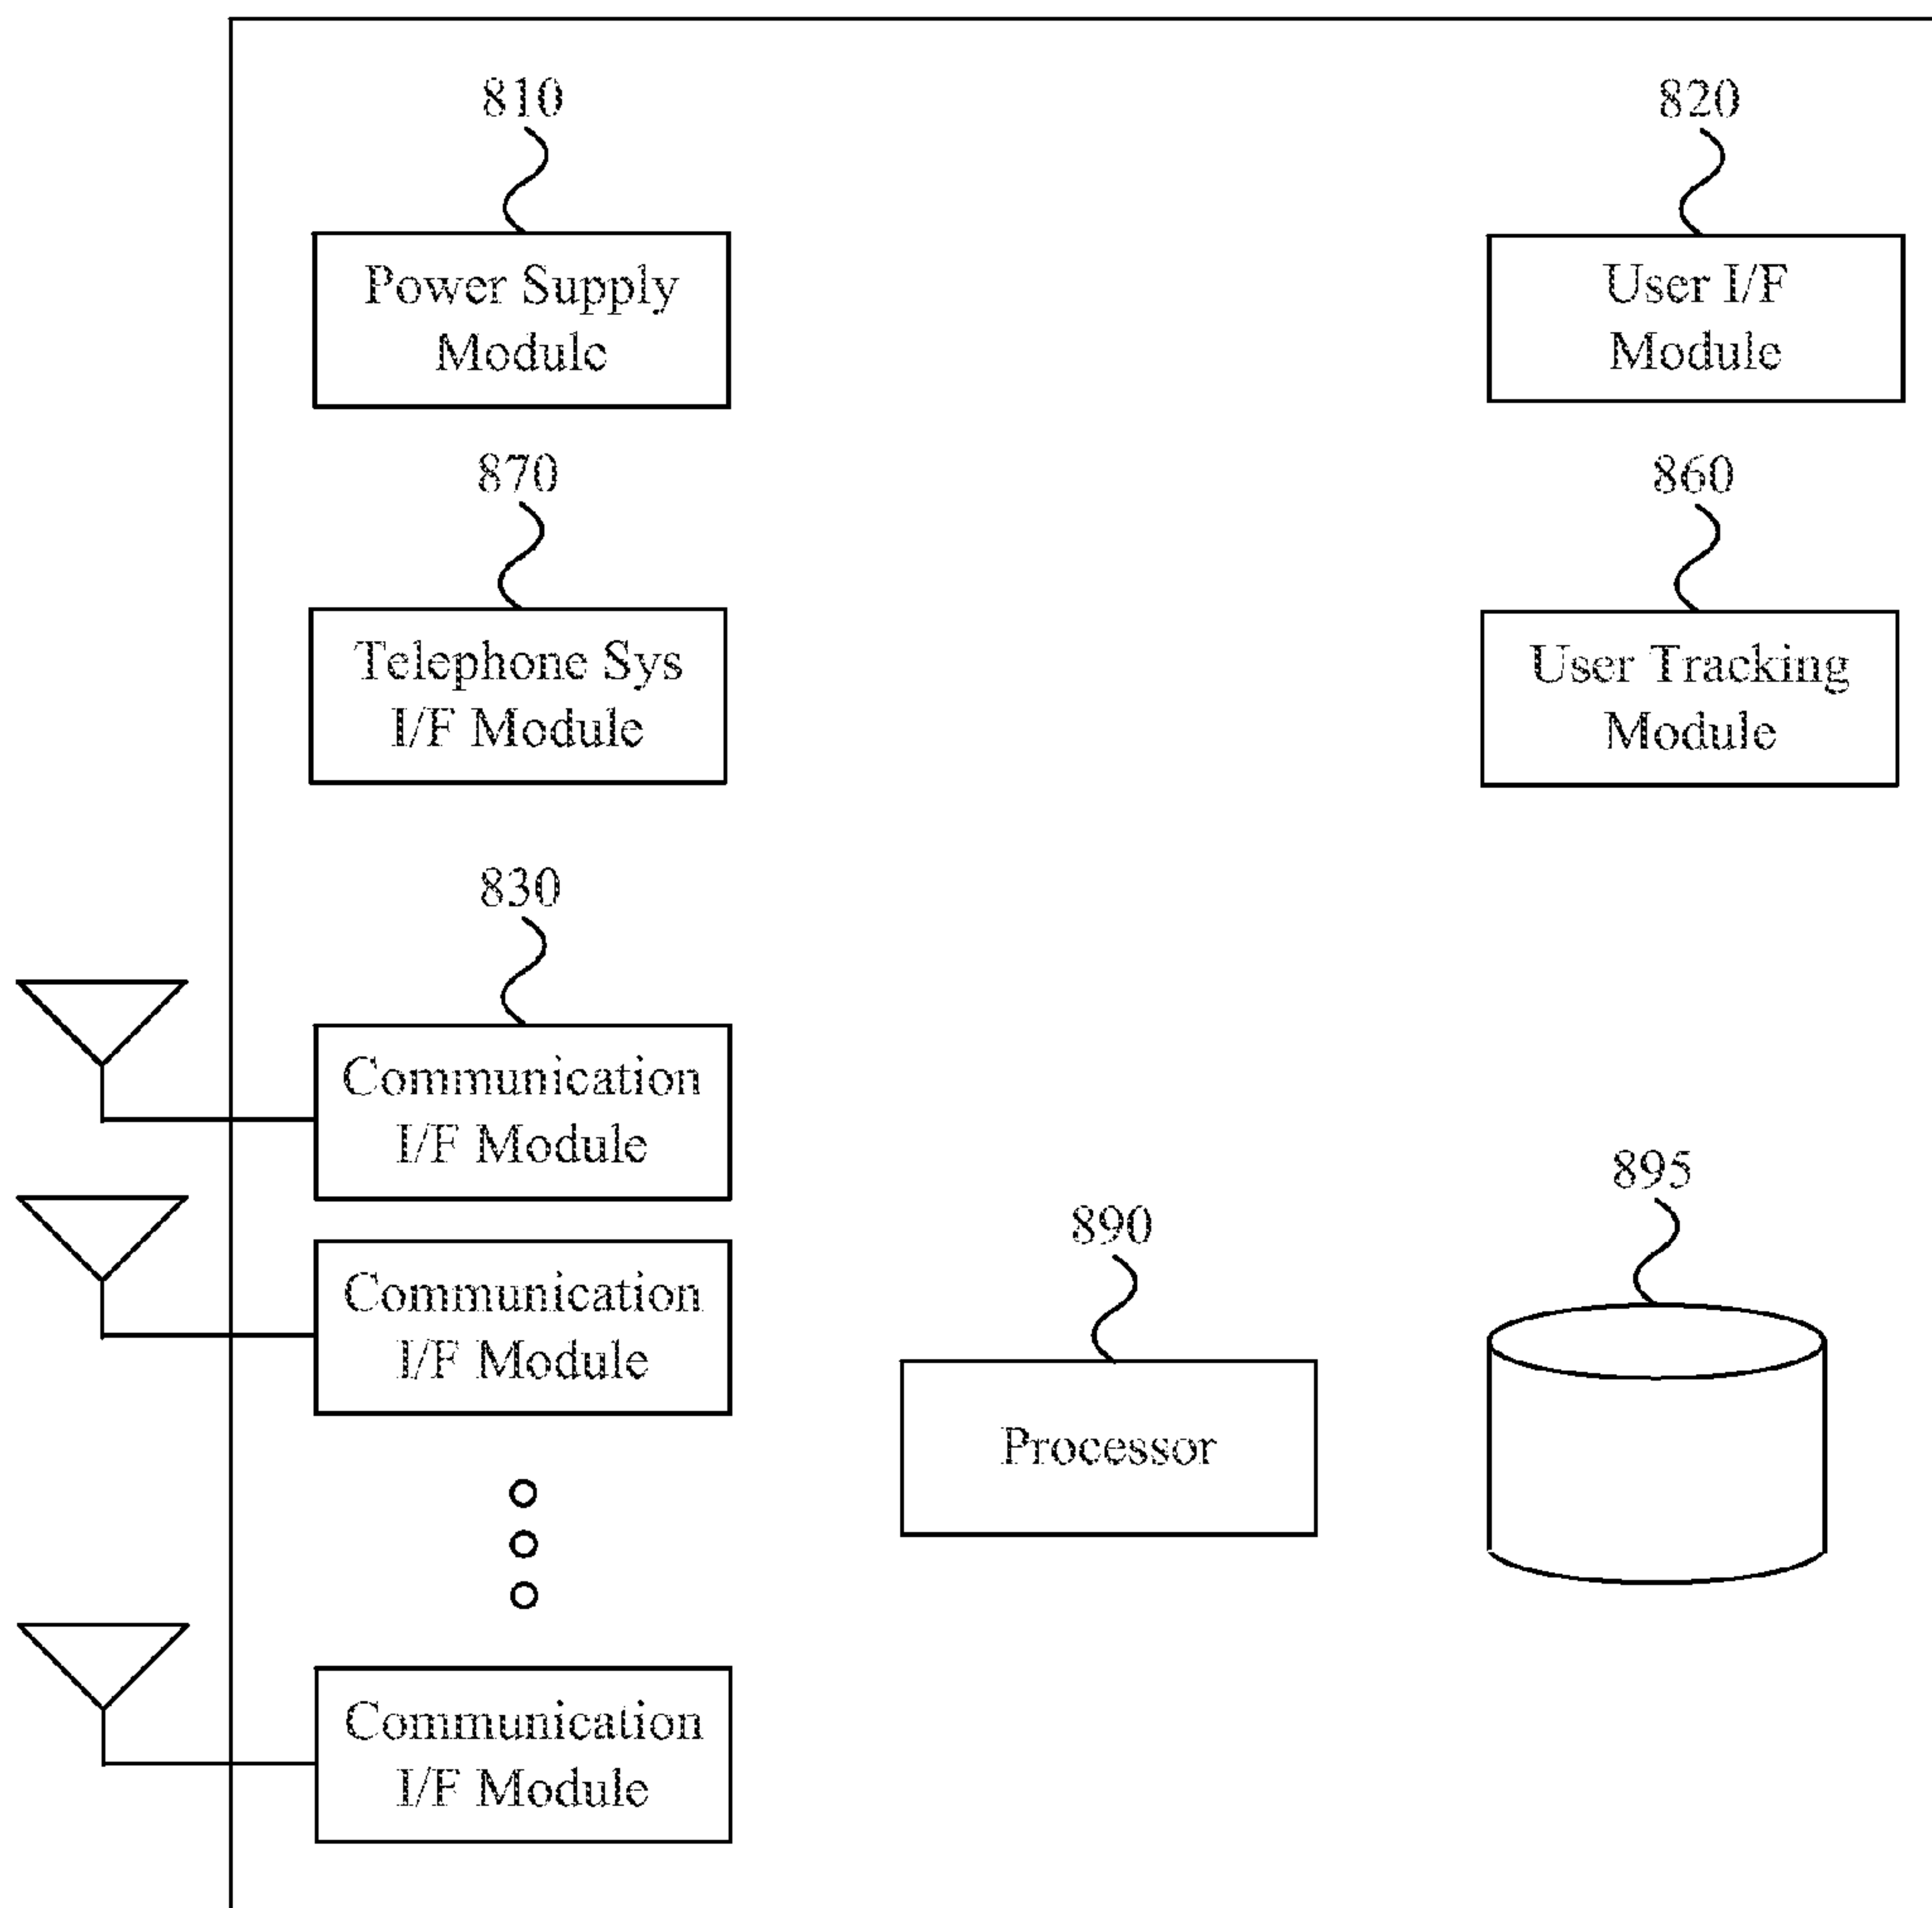 810
820
Power Supply
Module
User I/F
Module
870
860
Telephone Sys
I/F Module
User Tracking
Module
830
Communication
I/F Module
895
890
Communication
I/F Module
Processor
Communication
I/F Module